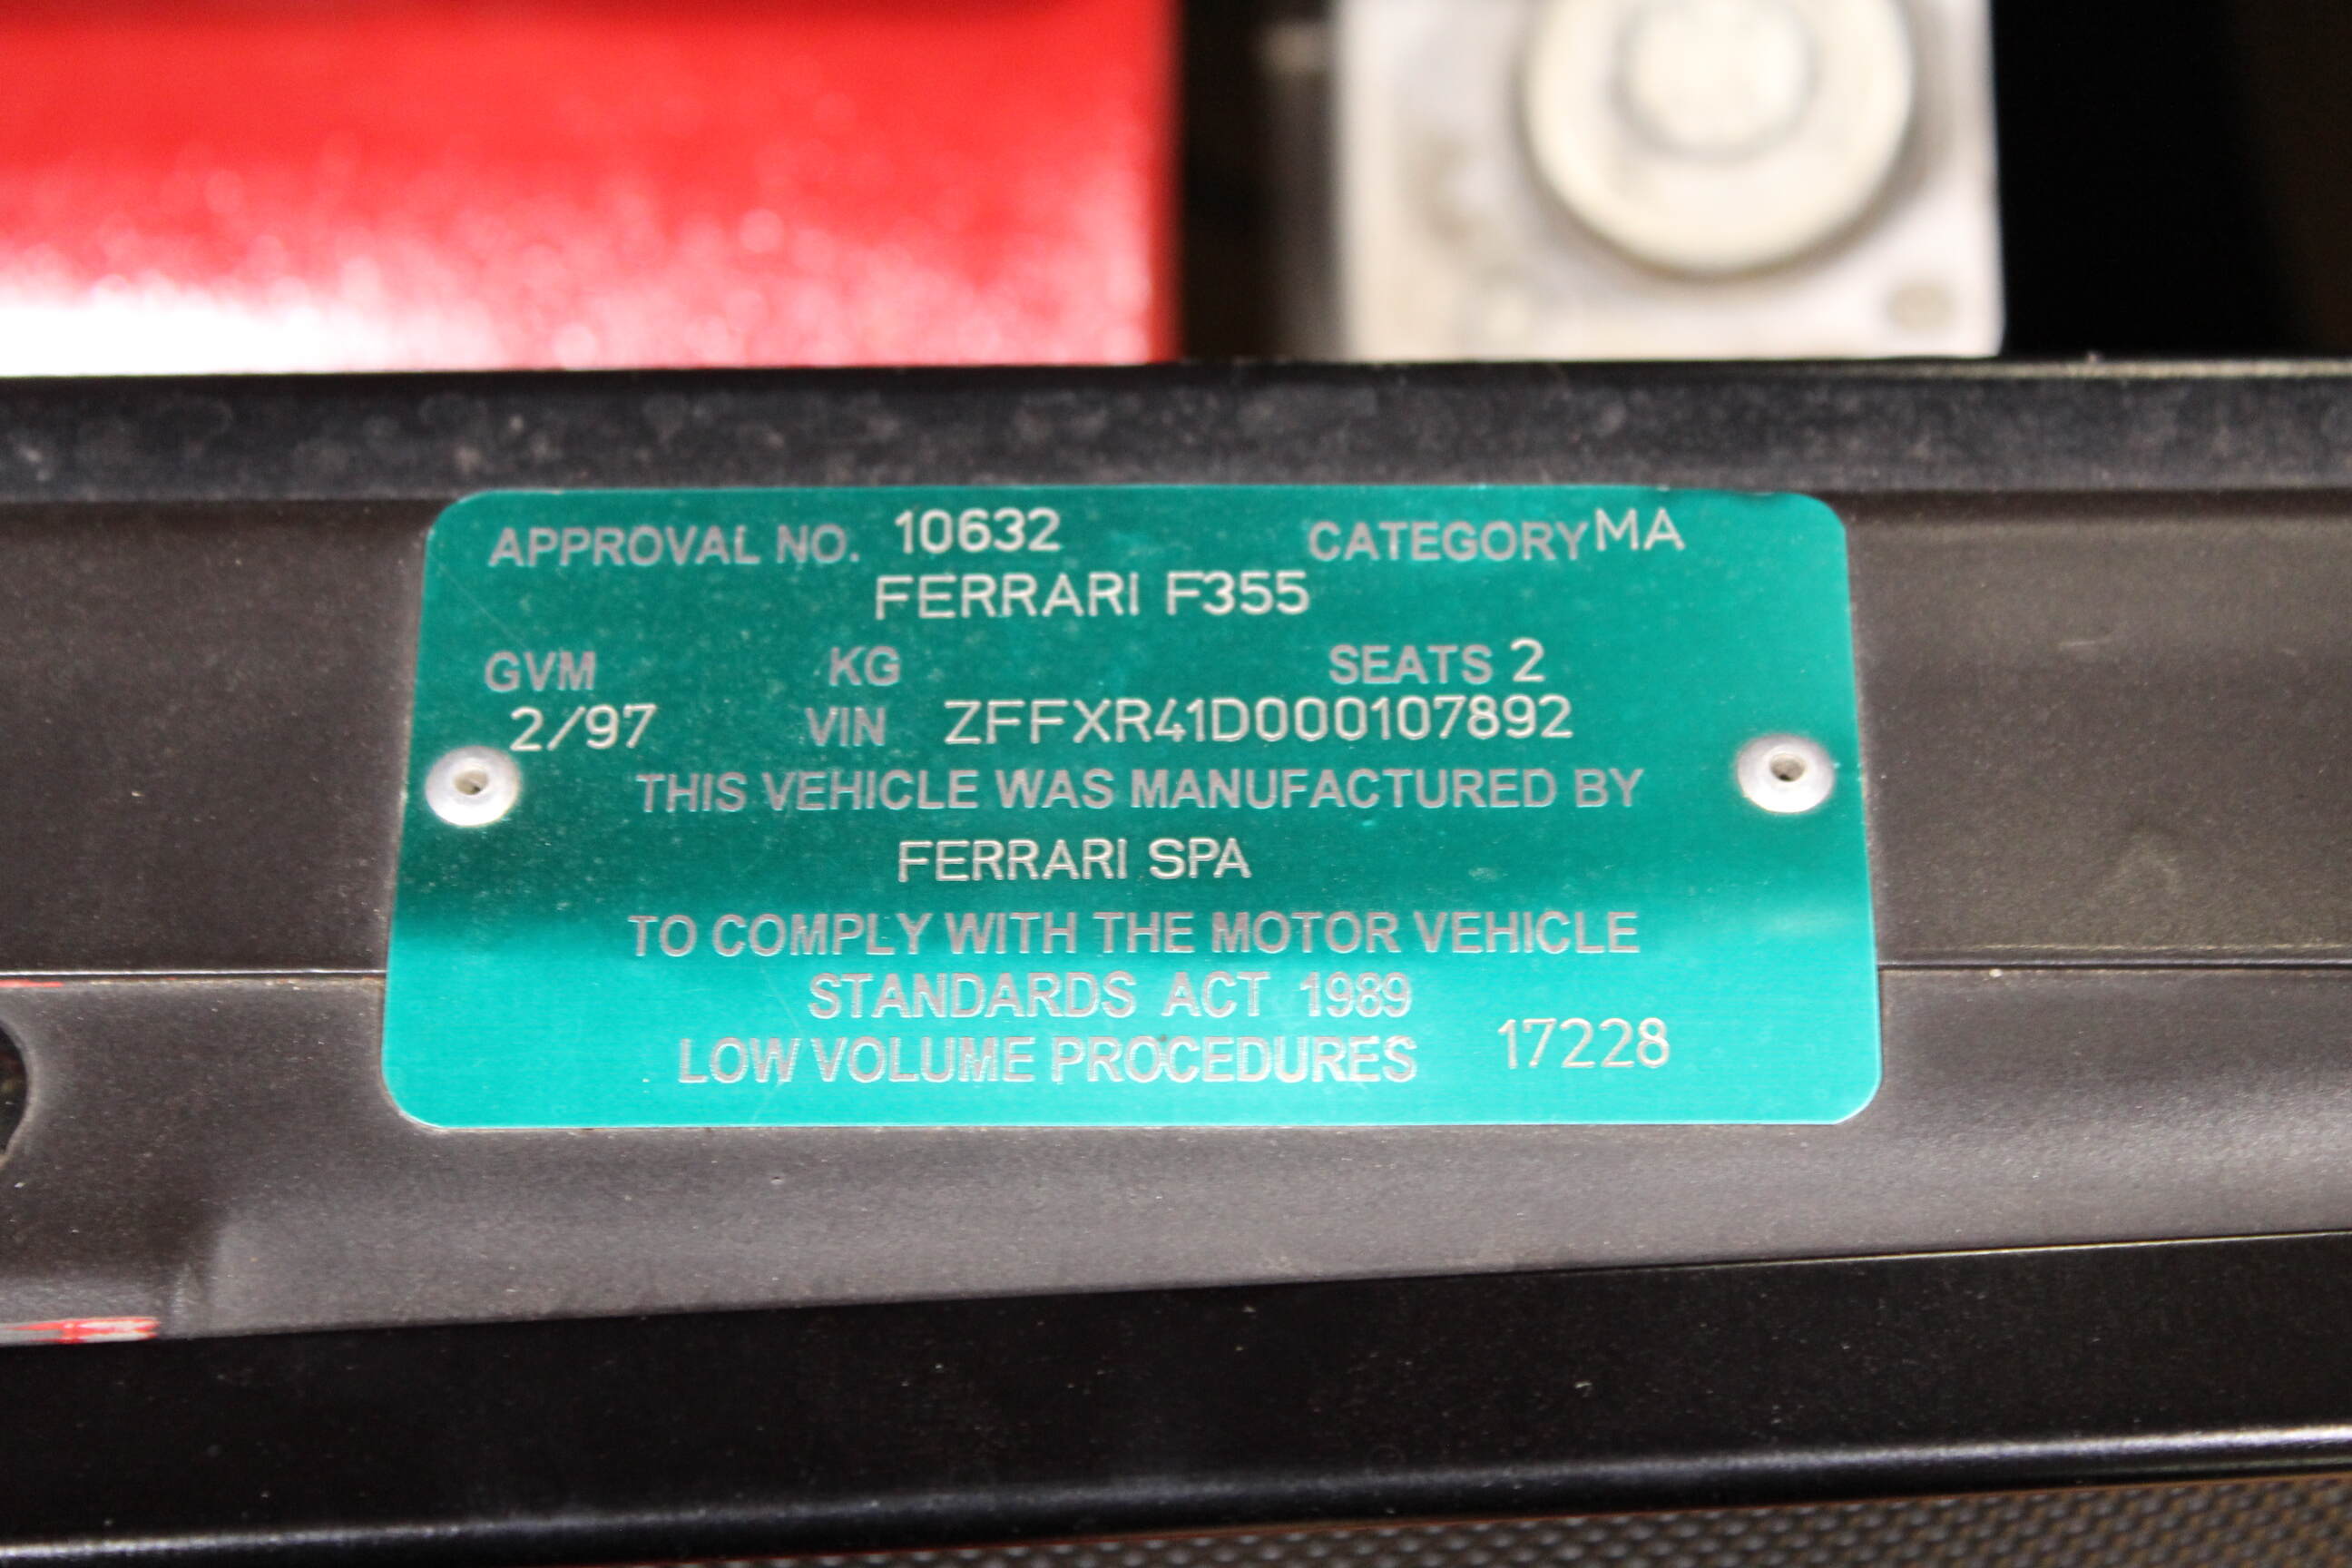 APPROVAL NO. 10632 CATEGORY MA
FERRARI F355
GVM KG SEATS 2
2/97 VIN ZFFXR41D000107892
THIS VEHICLE WAS MANUFACTURED BY
FERRARI SPA
TO COMPLY WITH THE MOTOR VEHICLE
STANDARDS ACT 1989
LOW VOLUME PROCEDURES 17228